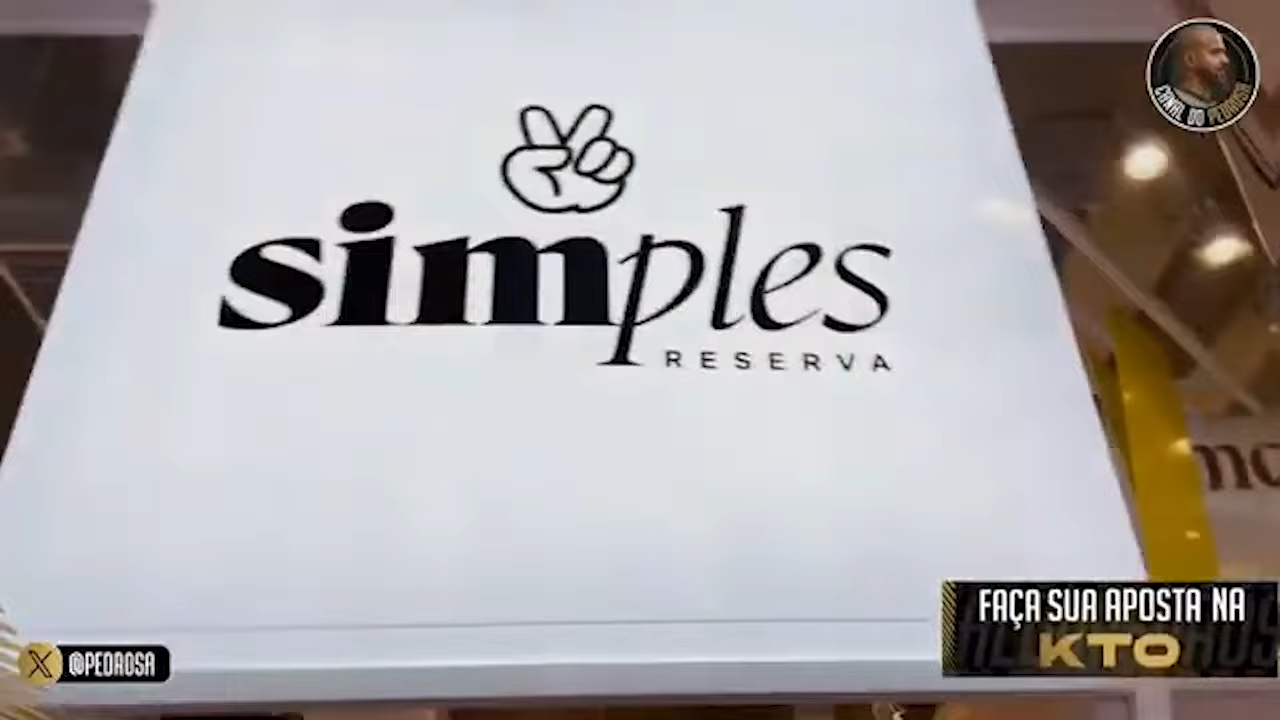 CANAL DO PEDROSA
simples
RESERVA
FAÇA SUA APOSTA NA
KTO
@PEDROSA